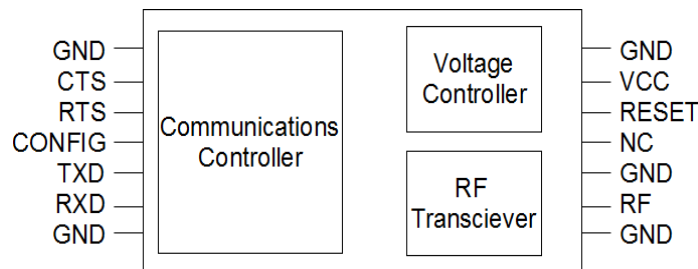 GND
CTS
RTS
CONFIG
TXD
RXD
GND
Communications
Controller
Voltage
Controller
RF
Transciever
GND
VCC
RESET
NC
GND
RF
GND